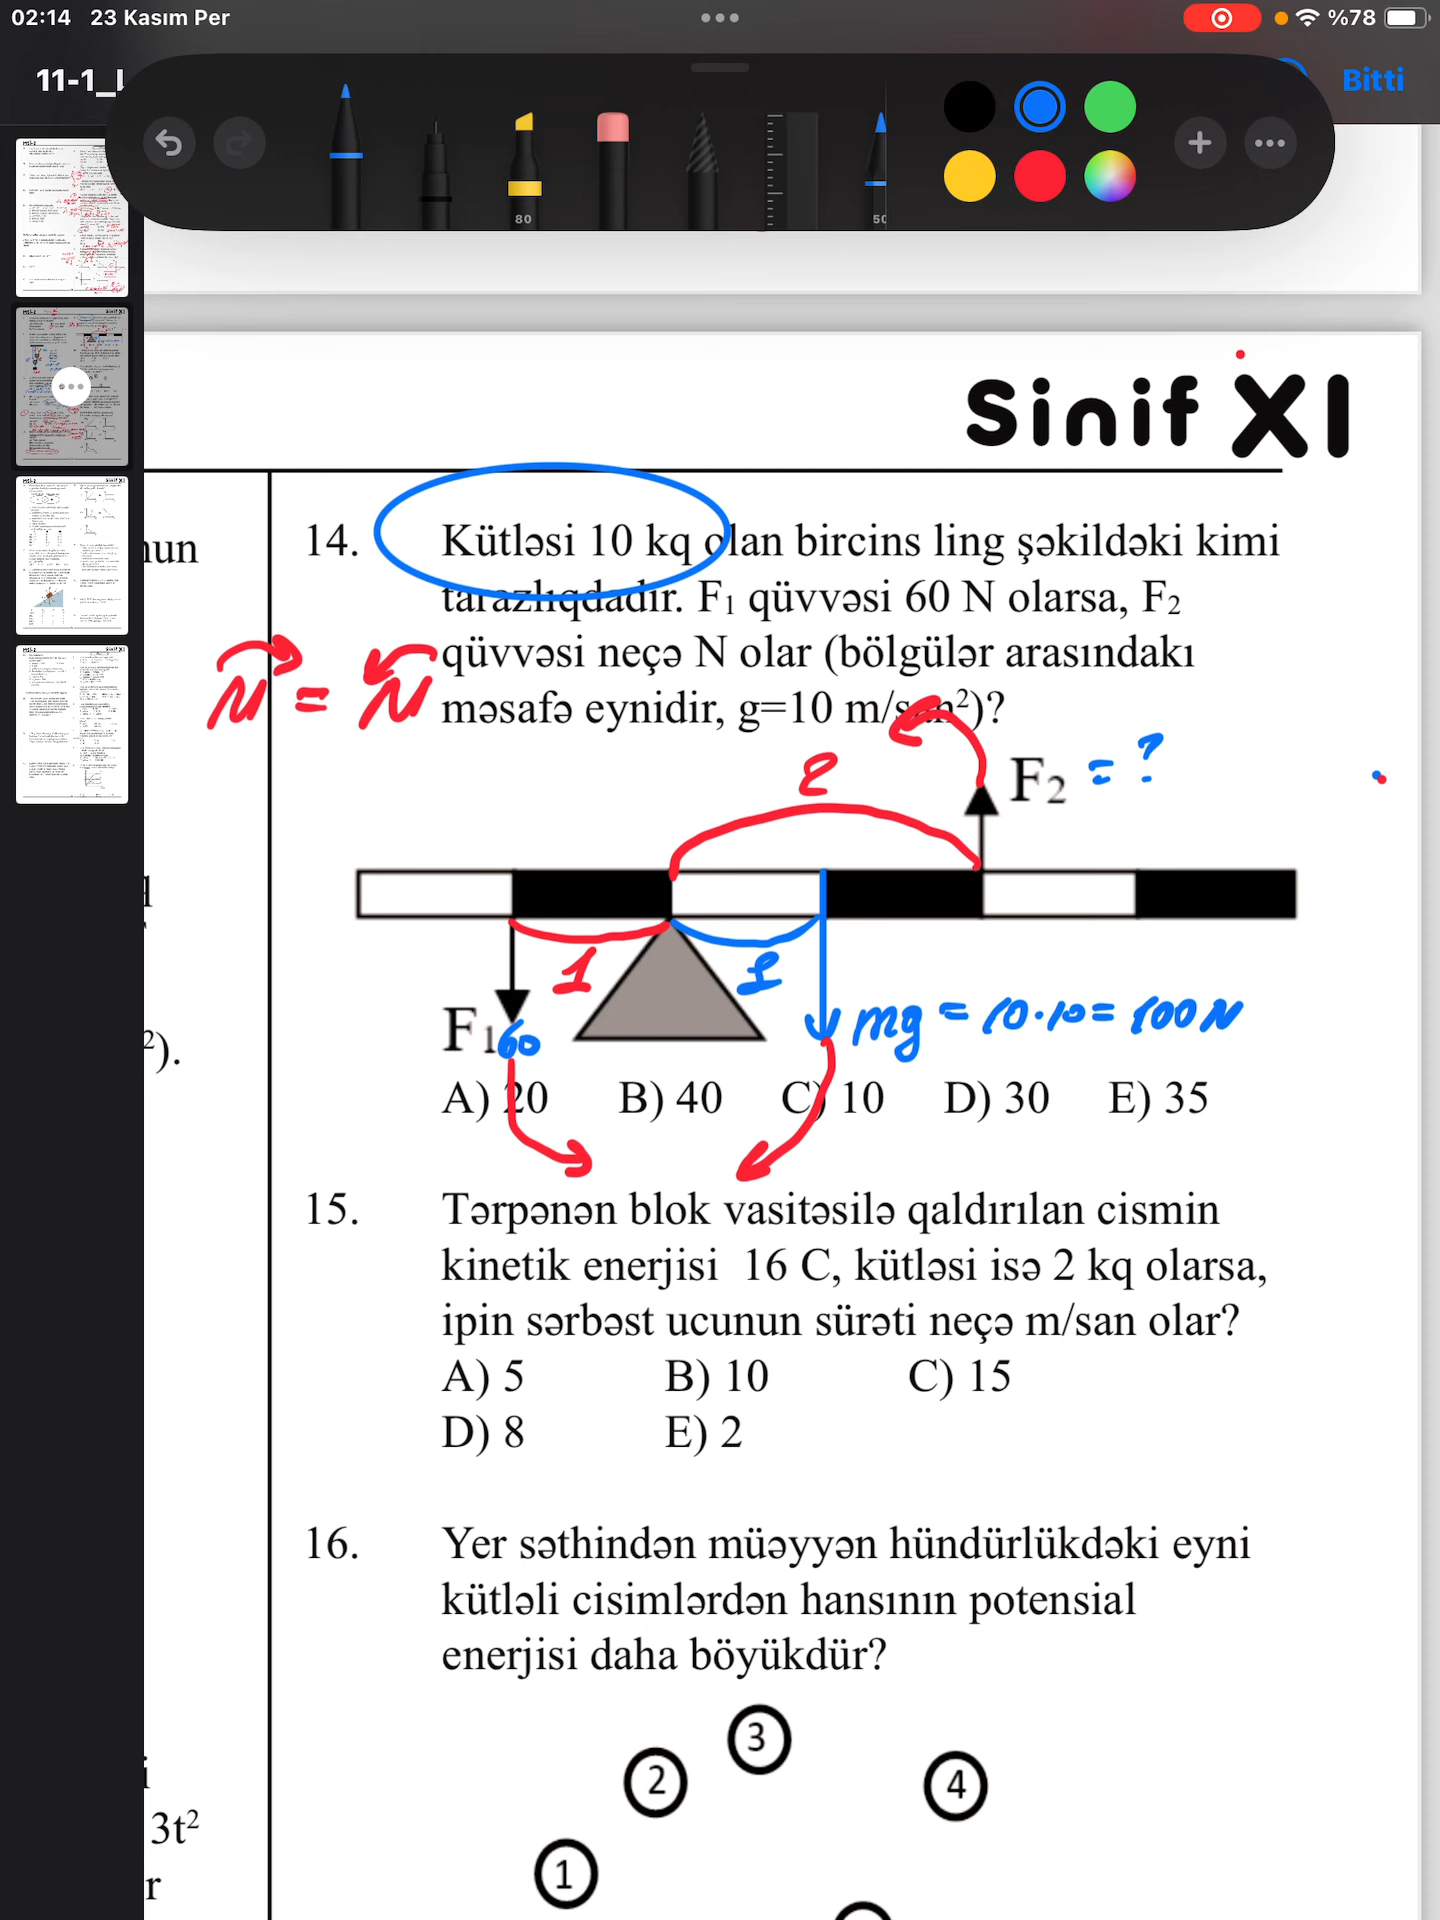 02:14 23 Kasım Per
%78
11-1_
Bitti
80
50
Sinif XI
nun
14. Kütləsi 10 kq olan bircins ling şəkildəki kimi
tarazlıqdadır. F₁ qüvvəsi 60 N olarsa, F₂
qüvvəsi neçə N olar (bölgülər arasındakı
məsafə eynidir, g=10 m/san²)?
M = M
2
F₂ = ?
1
1
F₁ 60
mg = 10·10= 100N
²).
A) 20 B) 40 C) 10 D) 30 E) 35
15. Tərpənən blok vasitəsilə qaldırılan cismin
kinetik enerjisi 16 C, kütləsi isə 2 kq olarsa,
ipin sərbəst ucunun sürəti neçə m/san olar?
A) 5 B) 10 C) 15
D) 8 E) 2
16. Yer səthindən müəyyən hündürlükdəki eyni
kütləli cisimlərdən hansının potensial
enerjisi daha böyükdür?
3
2
4
1
i
3t²
r